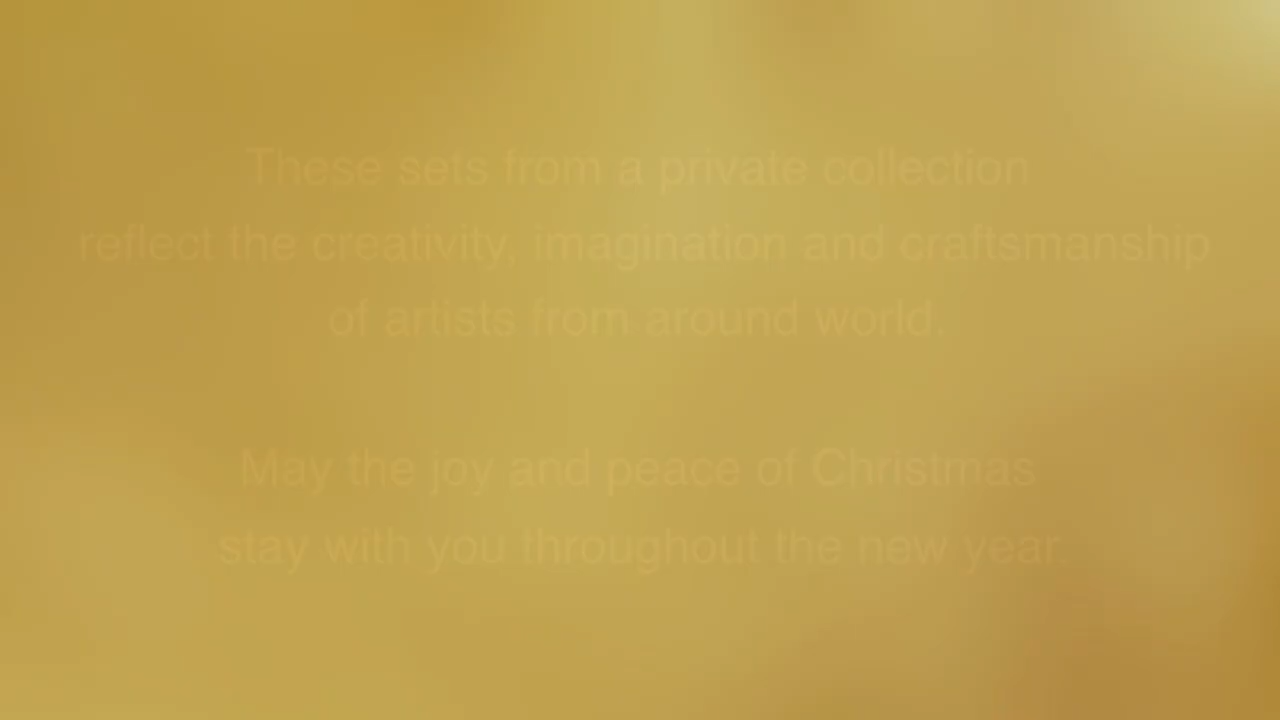 These sets from a private collection
reflect the creativity, imagination and craftsmanship
of artists from around world.
May the joy and peace of Christmas
stay with you throughout the new year.